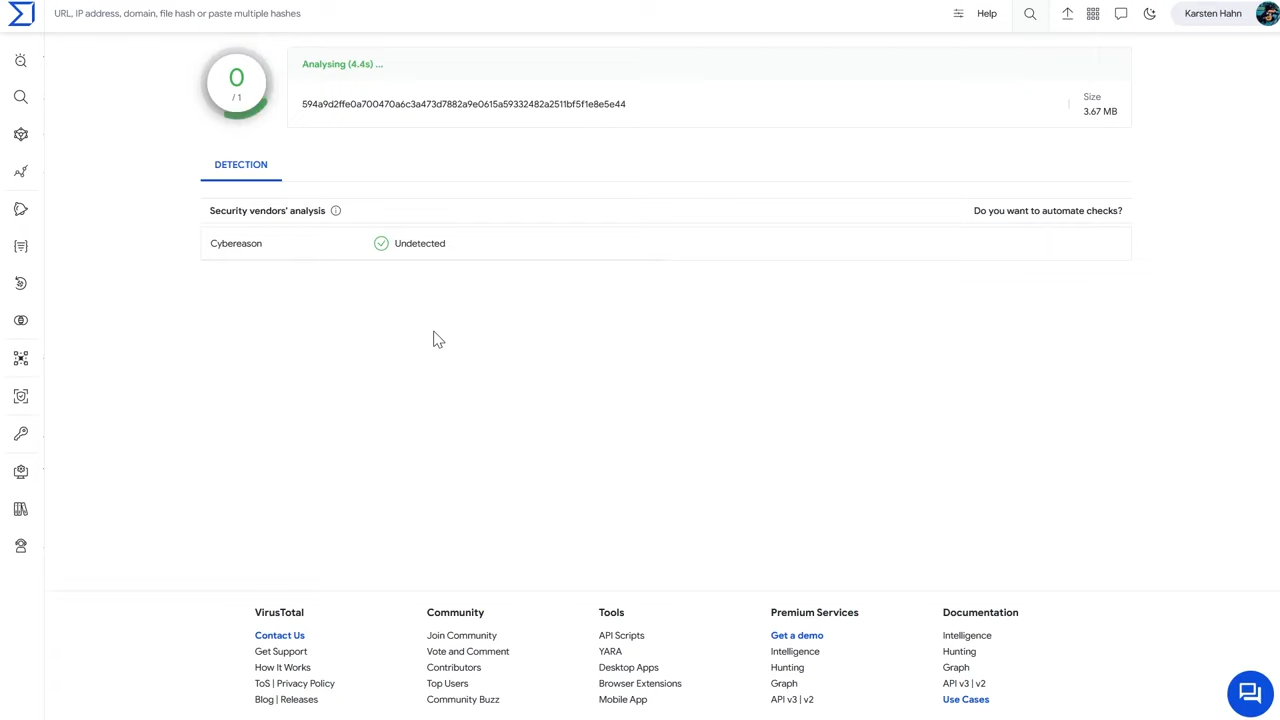 URL, IP address, domain, file hash or paste multiple hashes
Help
Karsten Hahn
0
/ 1
Analysing (4.4s) ...
594a9d2ffe0a700470a6c3a473d7882a9e0615a59332482a2511bf5f1e8e5e44
Size
3.67 MB
DETECTION
Security vendors' analysis
Do you want to automate checks?
Cybereason
Undetected
VirusTotal
Contact Us
Get Support
How It Works
ToS | Privacy Policy
Blog | Releases
Community
Join Community
Vote and Comment
Contributors
Top Users
Community Buzz
Tools
API Scripts
YARA
Desktop Apps
Browser Extensions
Mobile App
Premium Services
Get a demo
Intelligence
Hunting
Graph
API v3 | v2
Documentation
Intelligence
Hunting
Graph
API v3 | v2
Use Cases